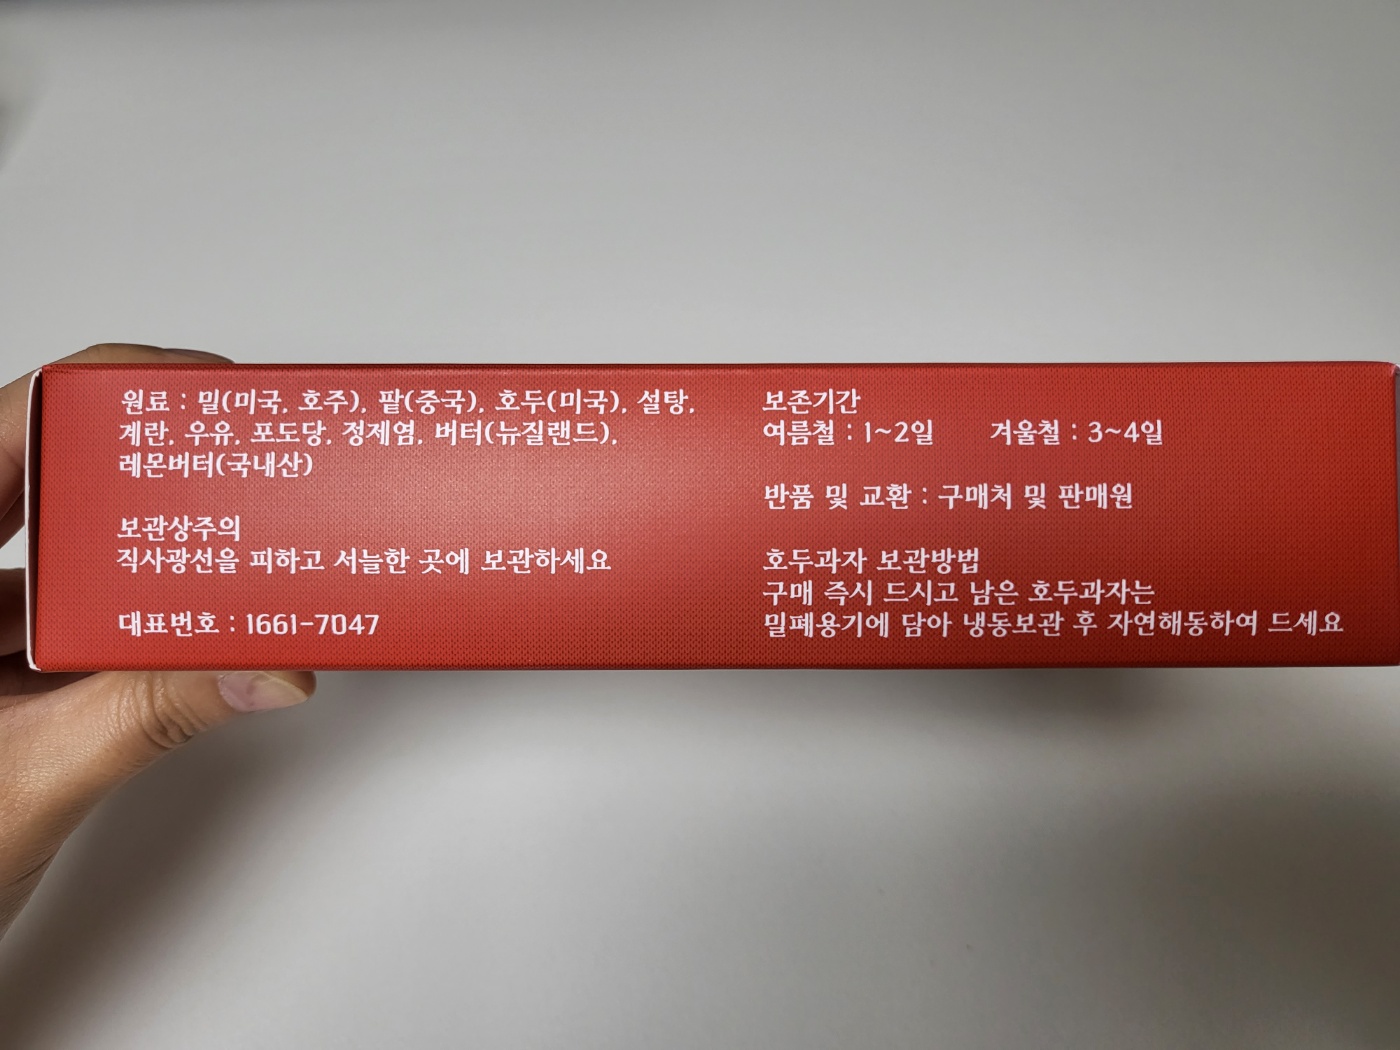 원료 : 밀(미국, 호주), 팥(중국), 호두(미국), 설탕,
계란, 우유, 포도당, 정제염, 버터(뉴질랜드),
레몬버터(국내산)
보관상주의
직사광선을 피하고 서늘한 곳에 보관하세요
대표번호 : 1661-7047
보존기간
여름철 : 1~2일 겨울철 : 3~4일
반품 및 교환 : 구매처 및 판매원
호두과자 보관방법
구매 즉시 드시고 남은 호두과자는
밀폐용기에 담아 냉동보관 후 자연해동하여 드세요